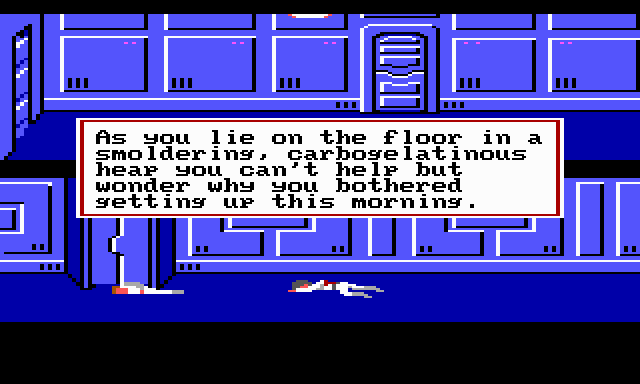 As you lie on the floor in a
smoldering, carbogelatinous
heap you can't help but
wonder why you bothered
getting up this morning.